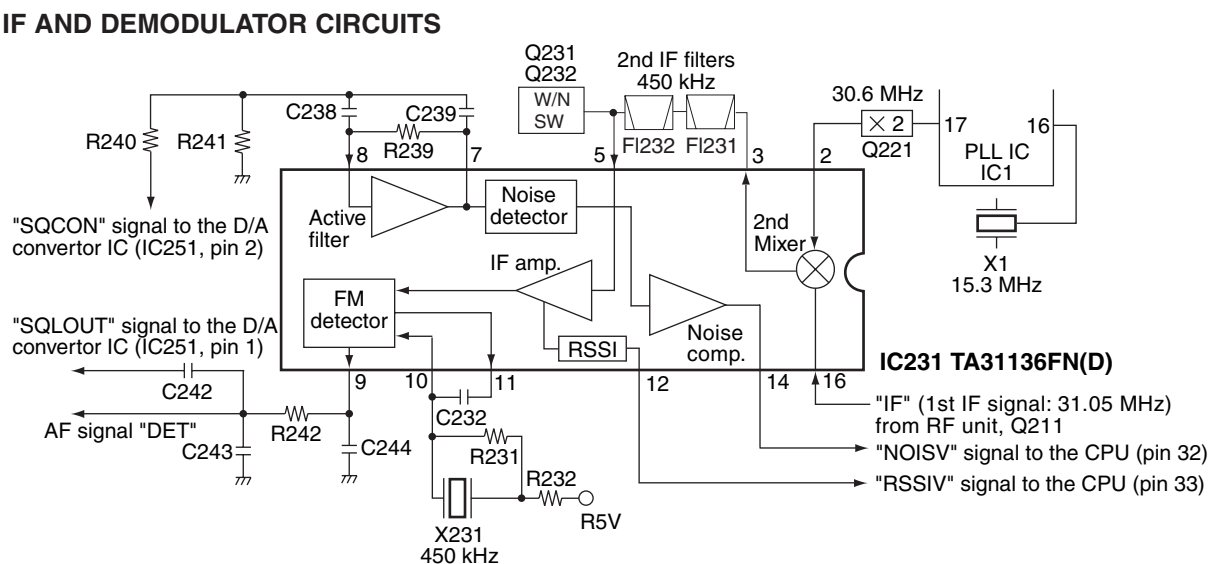 IF AND DEMODULATOR CIRCUITS
Q231
Q232
2nd IF filters
450 kHz
W/N
SW
FI232
FI231
30.6 MHz
× 2
Q221
17
16
PLL IC
IC1
X1
15.3 MHz
C238
C239
R240
R241
R239
8
7
5
3
2
"SQCON" signal to the D/A
convertor IC (IC251, pin 2)
Active
filter
Noise
detector
2nd
Mixer
IF amp.
FM
detector
RSSI
Noise
comp.
"SQLOUT" signal to the D/A
convertor IC (IC251, pin 1)
IC231 TA31136FN(D)
9
10
11
12
14
16
C242
AF signal "DET"
R242
C243
C244
C232
R231
R232
R5V
X231
450 kHz
"IF" (1st IF signal: 31.05 MHz)
from RF unit, Q211
"NOISV" signal to the CPU (pin 32)
"RSSIV" signal to the CPU (pin 33)